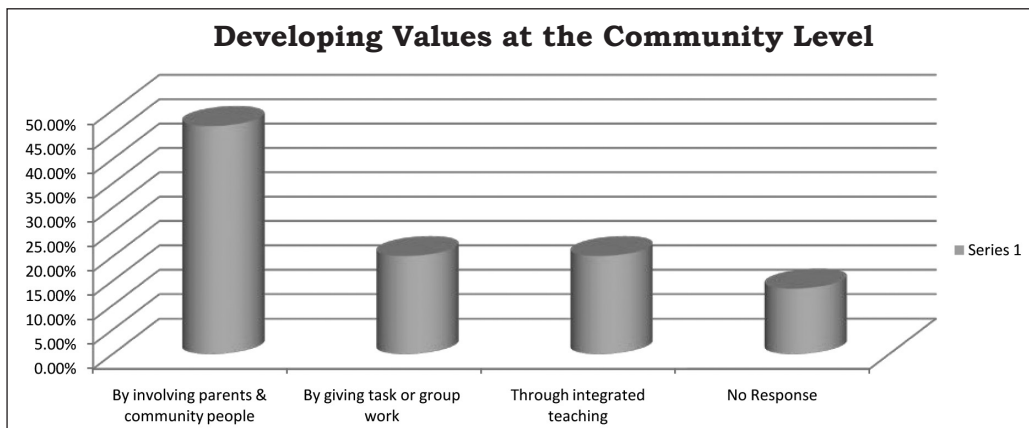 Developing Values at the Community Level
50.00%
45.00%
40.00%
35.00%
30.00%
25.00%
20.00%
15.00%
10.00%
5.00%
0.00%
By involving parents &
community people
By giving task or group
work
Through integrated
teaching
No Response
Series 1